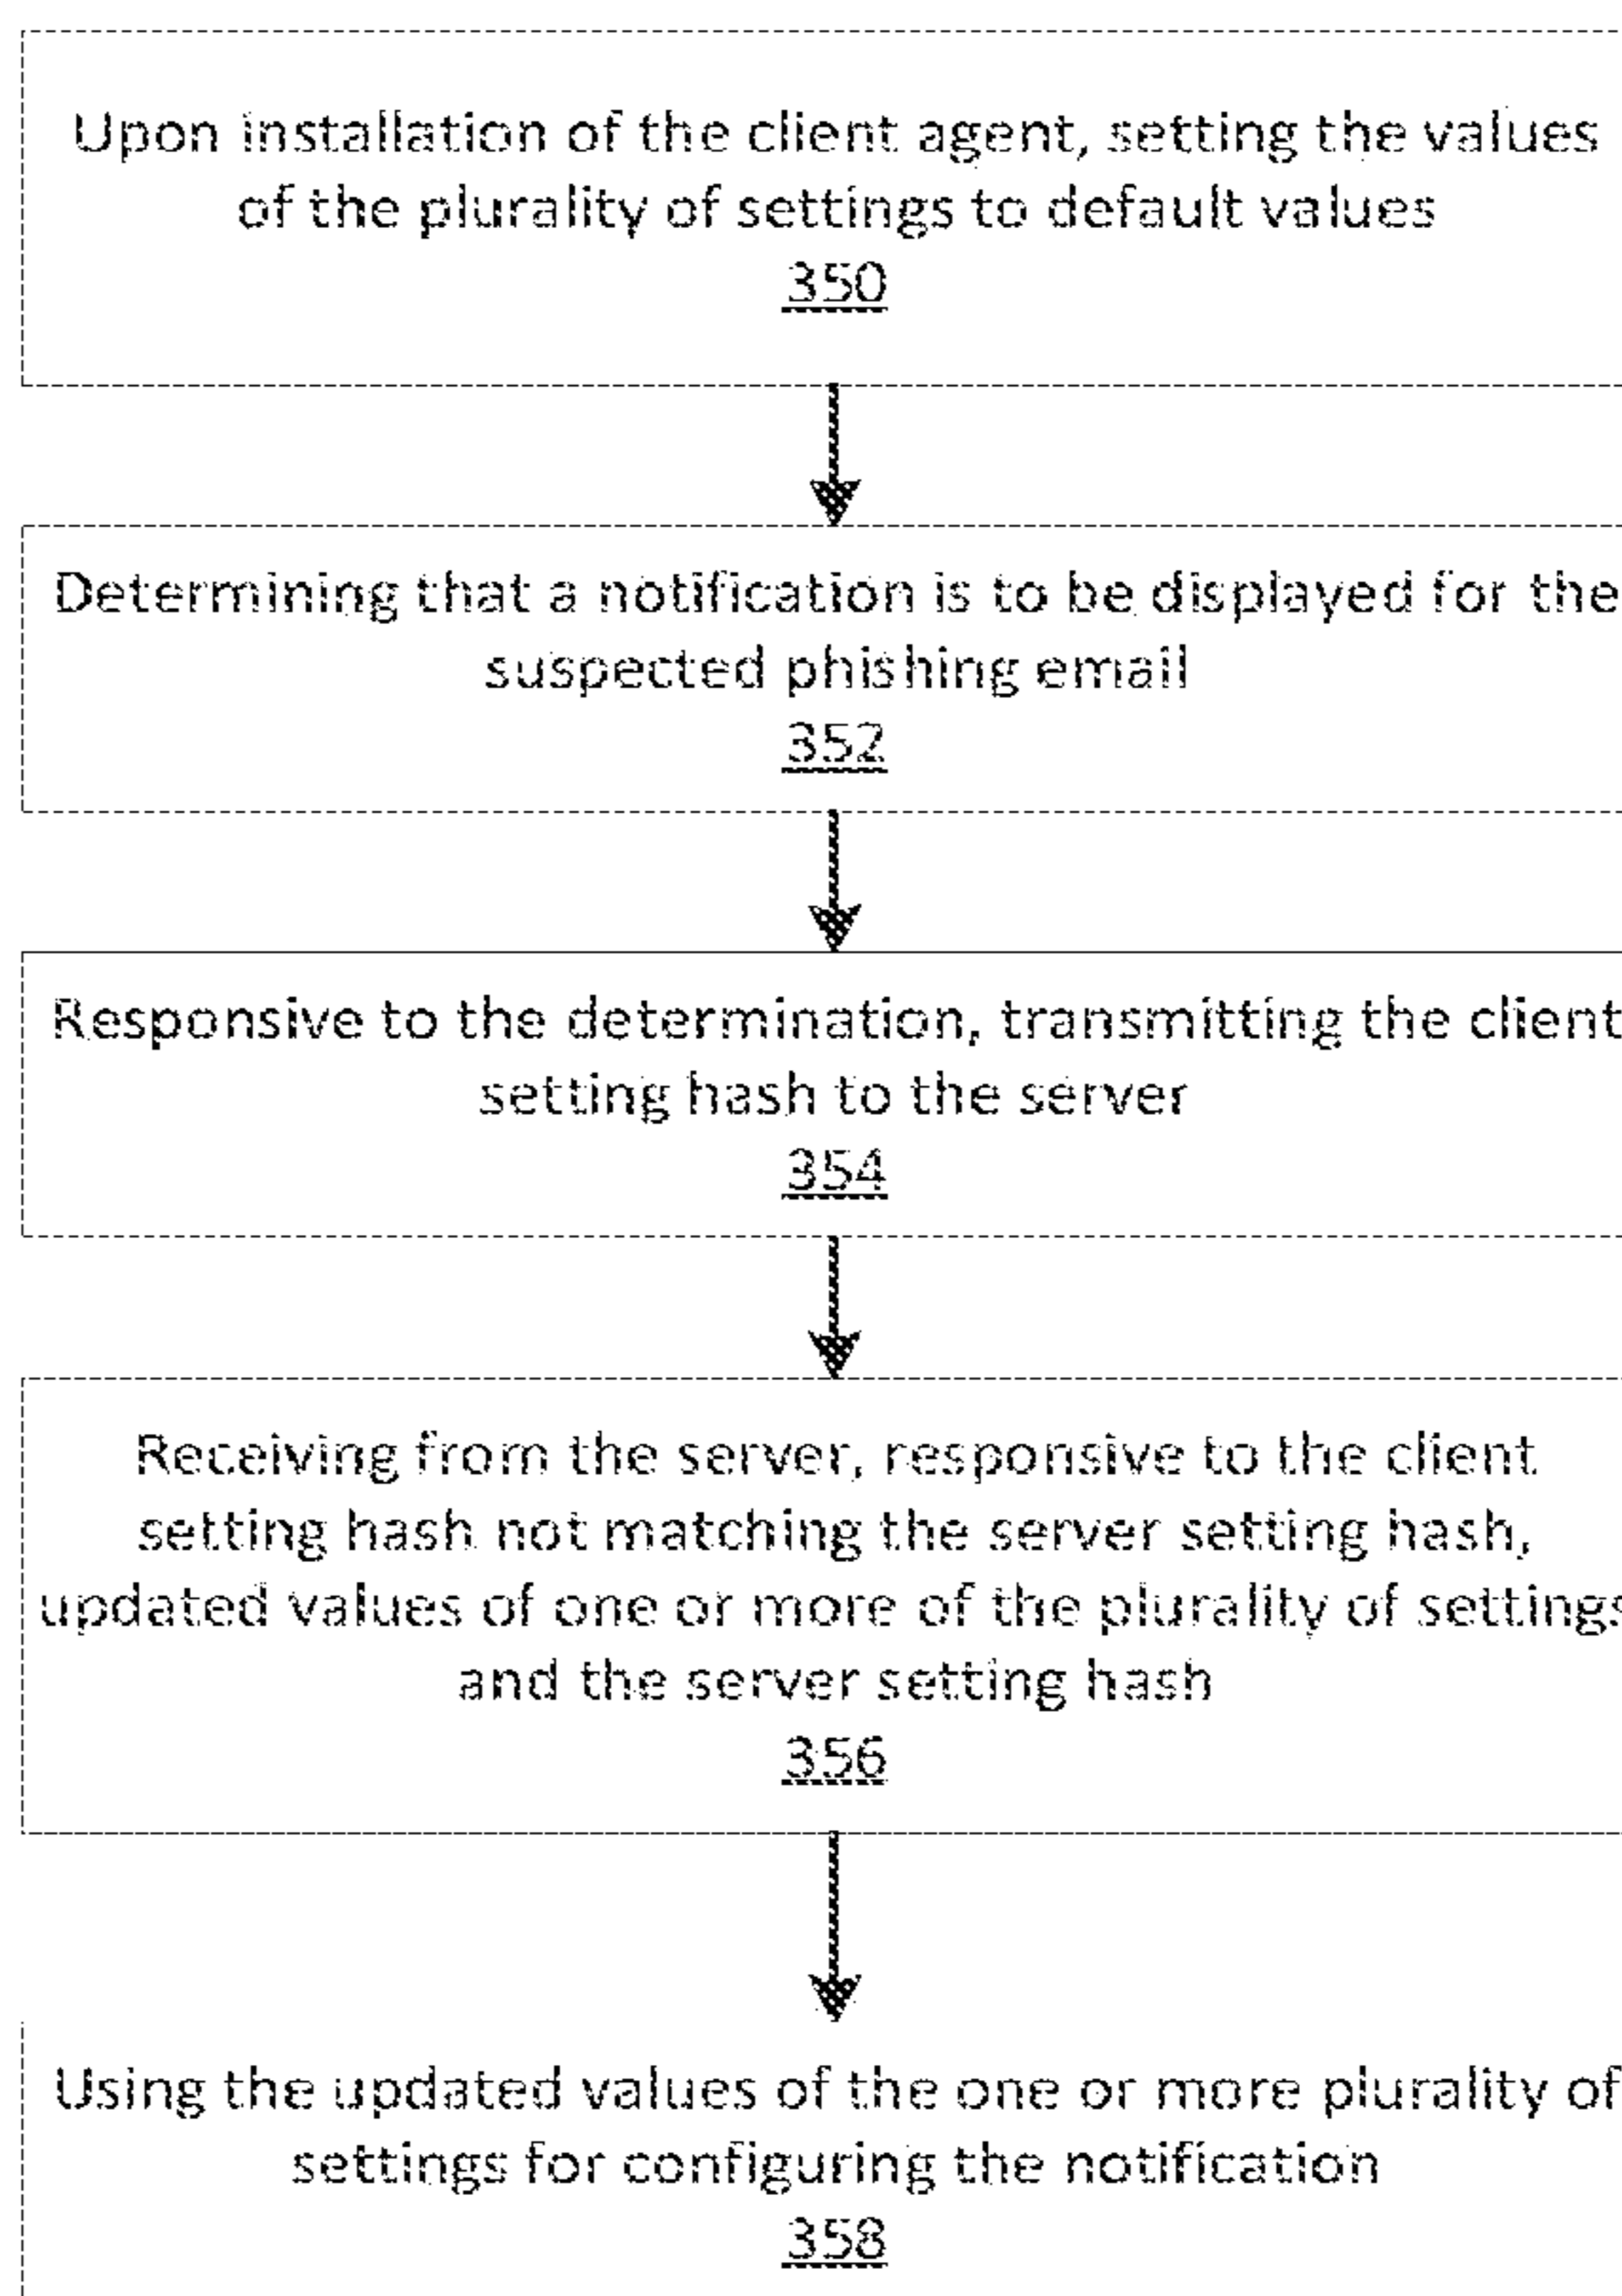 Upon installation of the client agent, setting the values
of the plurality of settings to default values
350
Determining that a notification is to be displayed for the
suspected phishing email
352
Responsive to the determination, transmitting the client
setting hash to the server
354
Receiving from the server, responsive to the client
setting hash not matching the server setting hash,
updated values of one or more of the plurality of settings
and the server setting hash
356
Using the updated values of the one or more plurality of
settings for configuring the notification
358